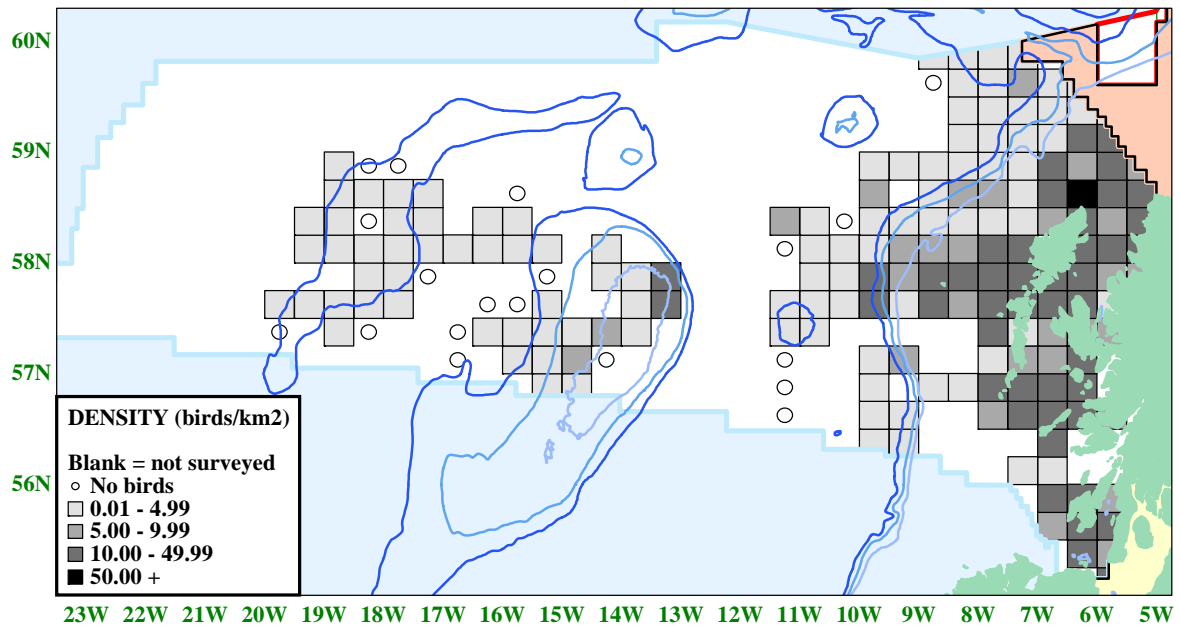 60N
59N
58N
57N
56N
DENSITY (birds/km2)
Blank = not surveyed
No birds
0.01 - 4.99
5.00 - 9.99
10.00 - 49.99
50.00 +
23W 22W 21W 20W 19W 18W 17W 16W 15W 14W 13W 12W 11W 10W 9W 8W 7W 6W 5W